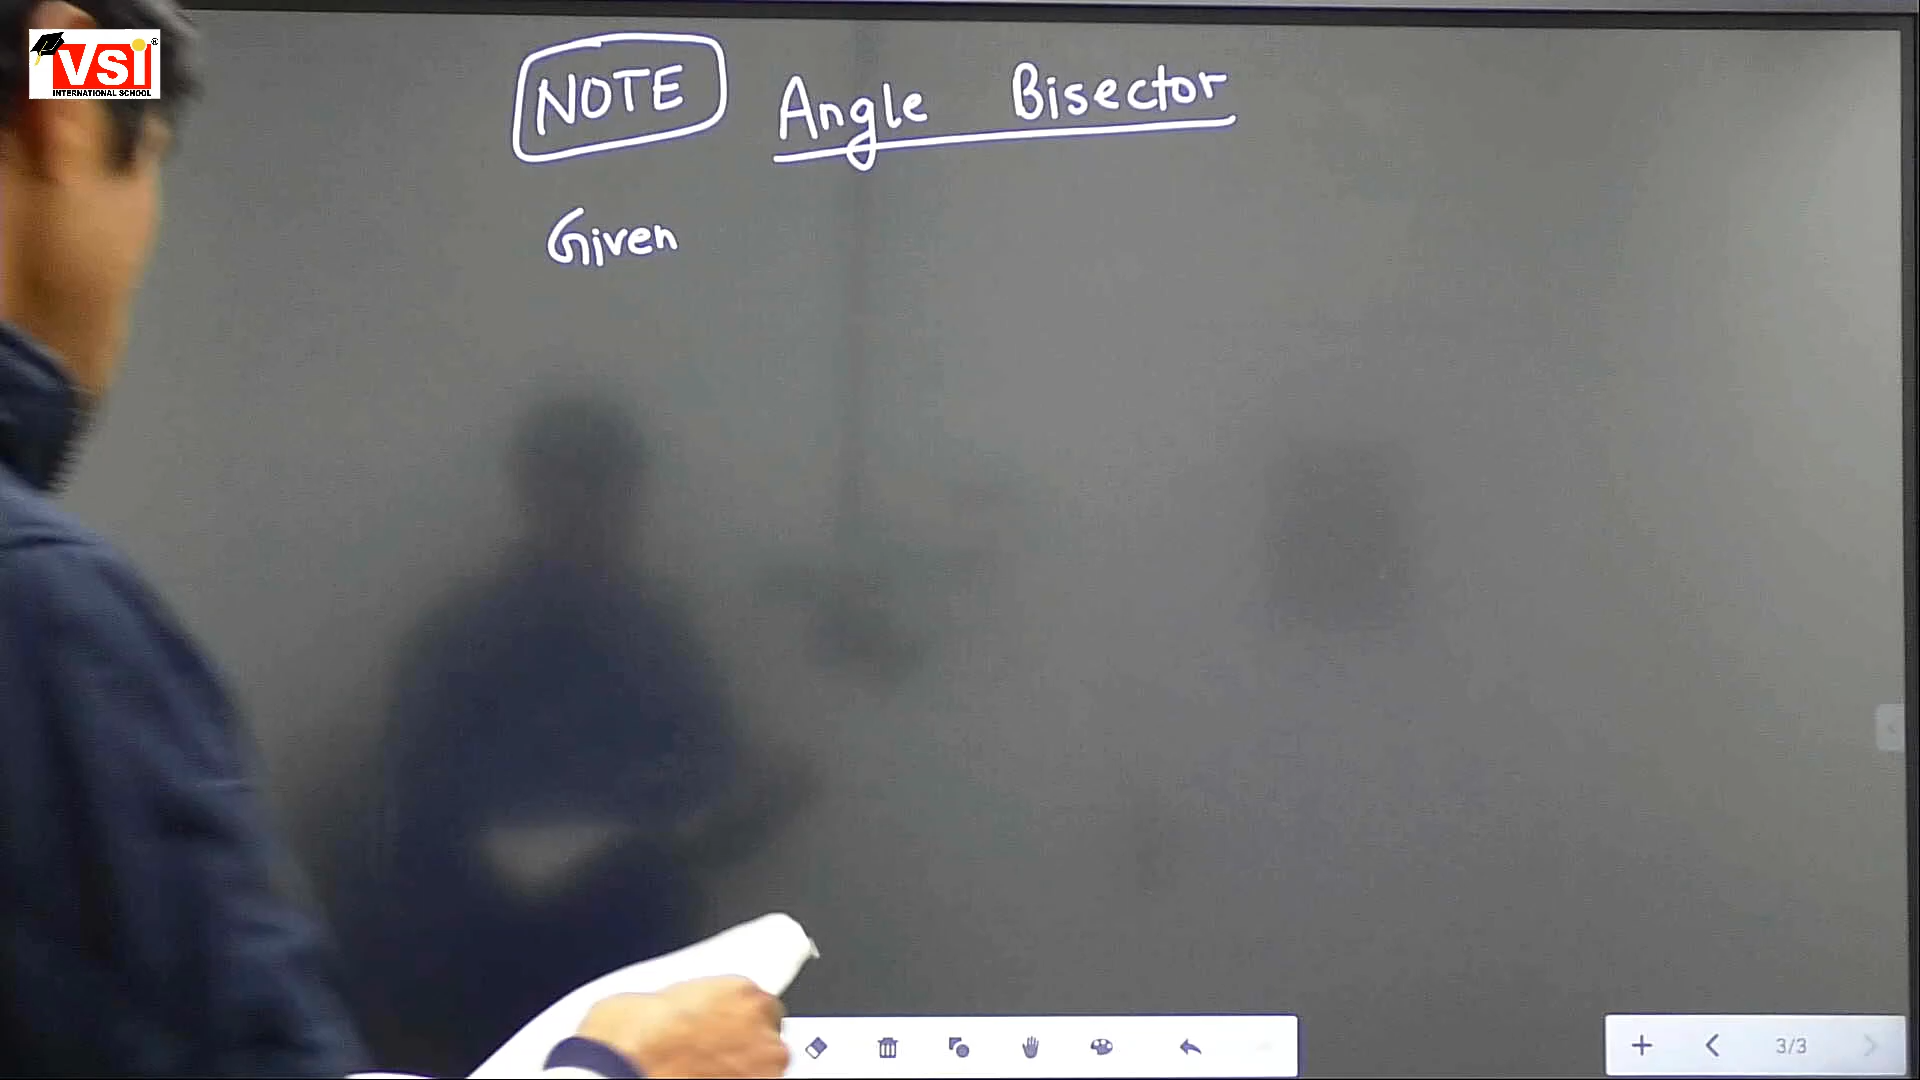 VSI
INTERNATIONAL SCHOOL
NOTE Angle Bisector
Given
3/3